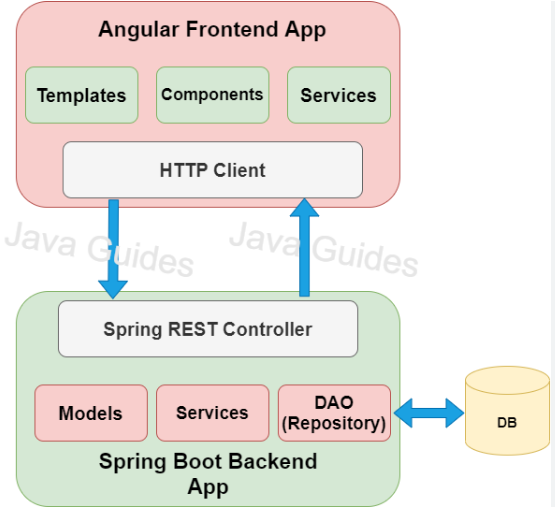 Angular Frontend App
Templates
Components
Services
HTTP Client
Java Guides
Java Guides
Spring REST Controller
Models
Services
DAO
(Repository)
DB
Spring Boot Backend
App